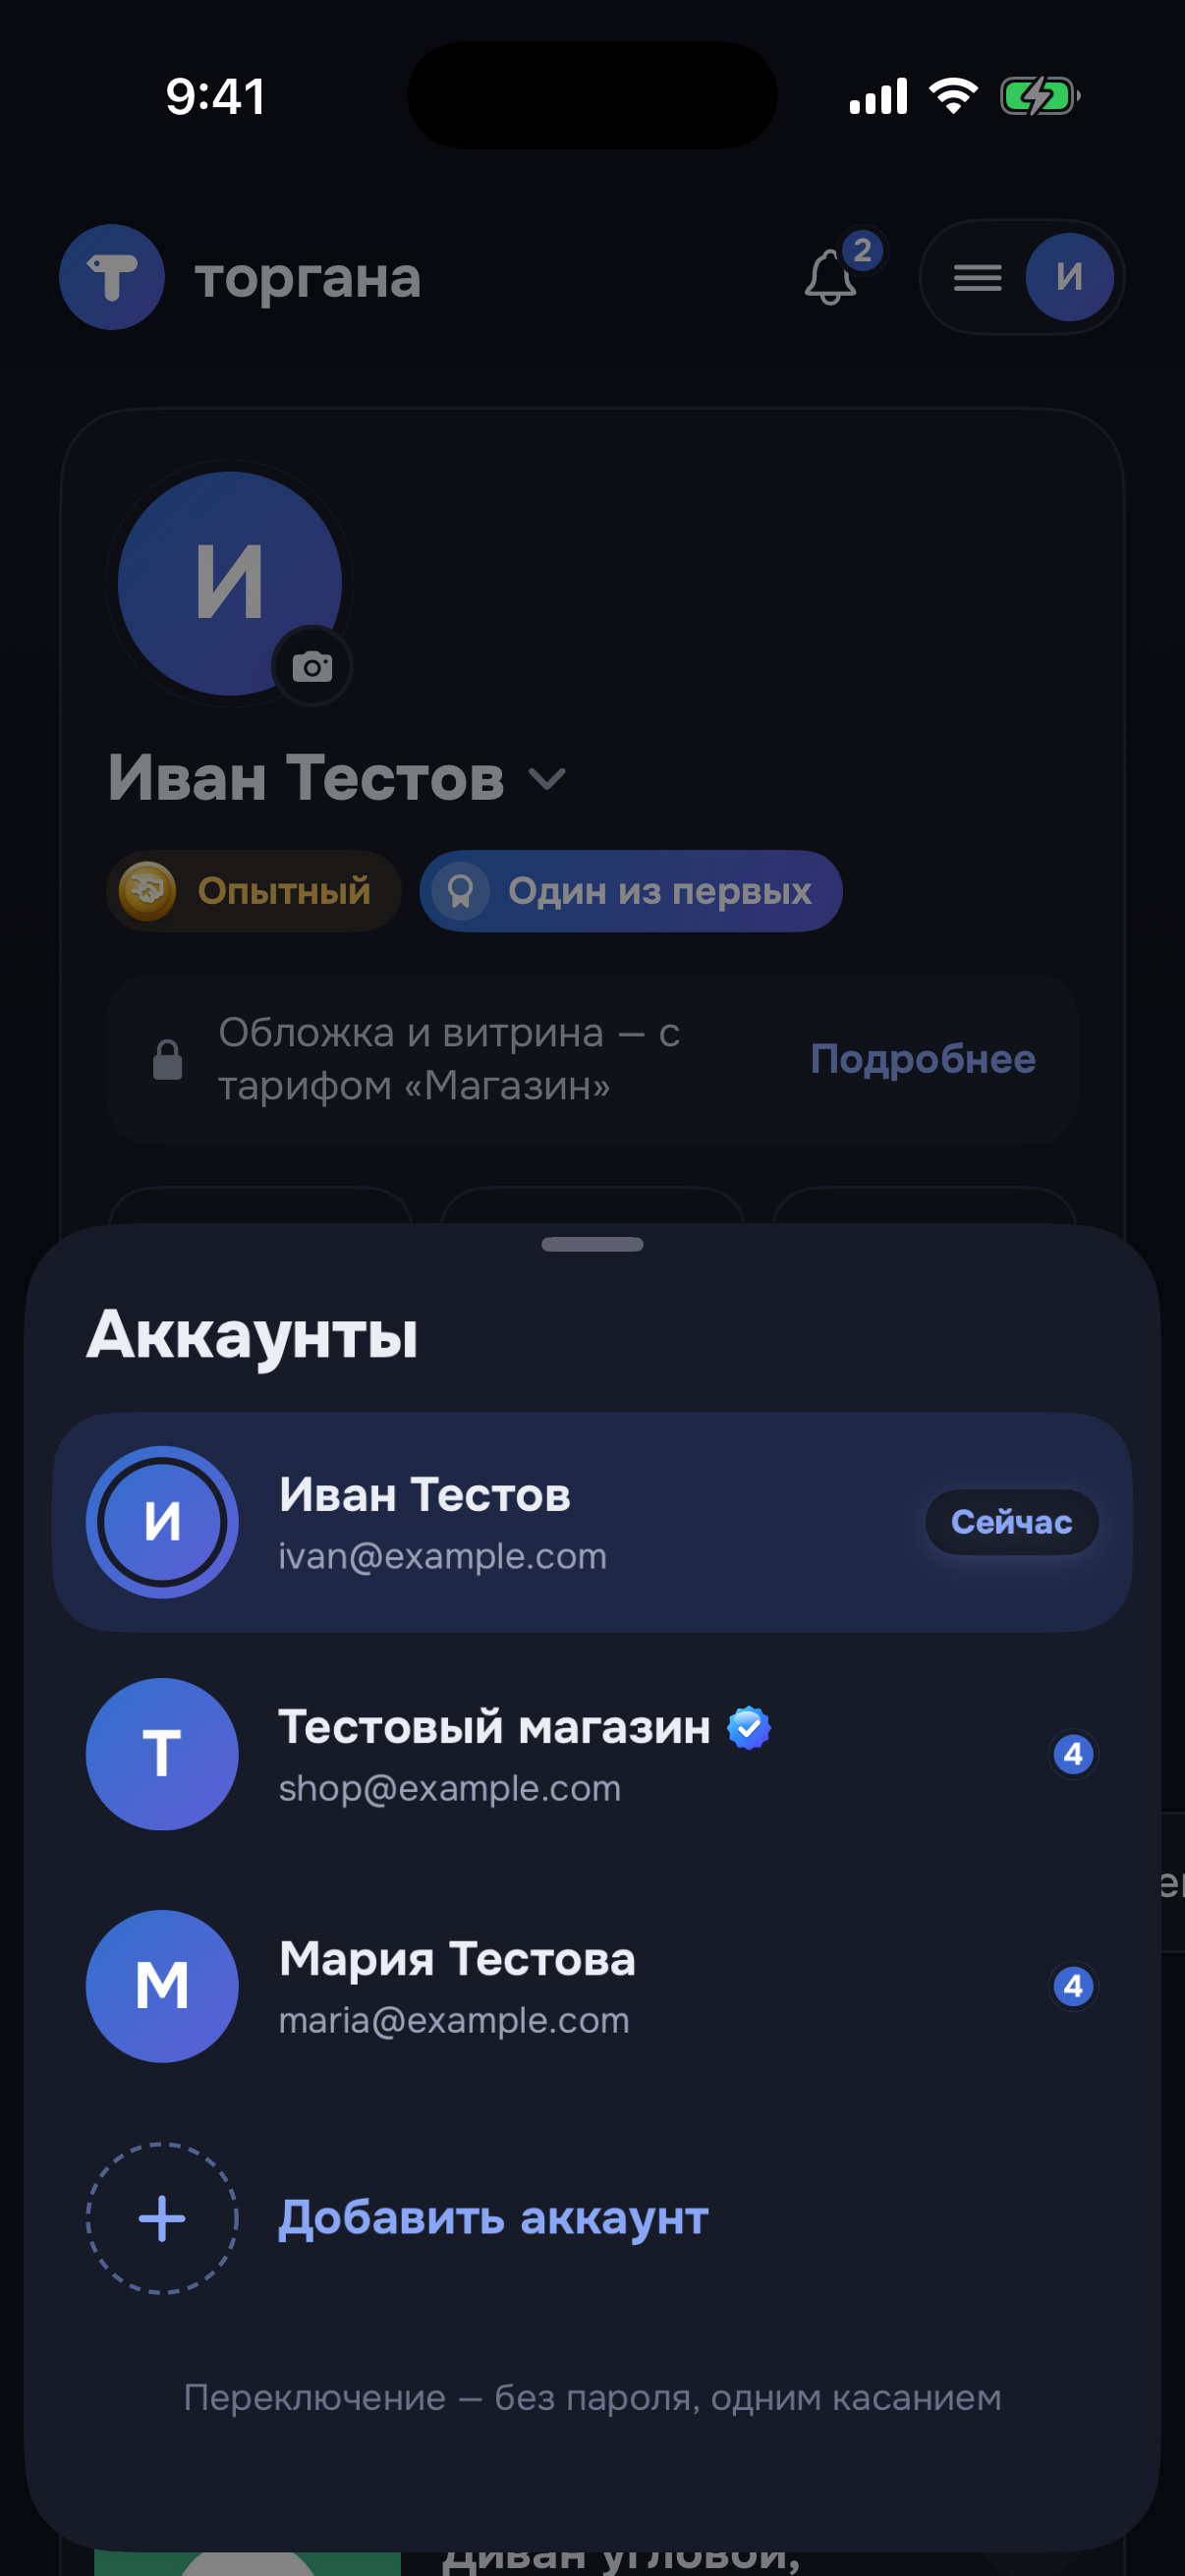 9:41
торгана
2
И
И
Иван Тестов
Опытный
Один из первых
Обложка и витрина — с
тарифом «Магазин»
Подробнее
Аккаунты
И
Иван Тестов
ivan@example.com
Сейчас
Т
Тестовый магазин
shop@example.com
4
М
Мария Тестова
maria@example.com
4
Добавить аккаунт
Переключение — без пароля, одним касанием
диван угловой,